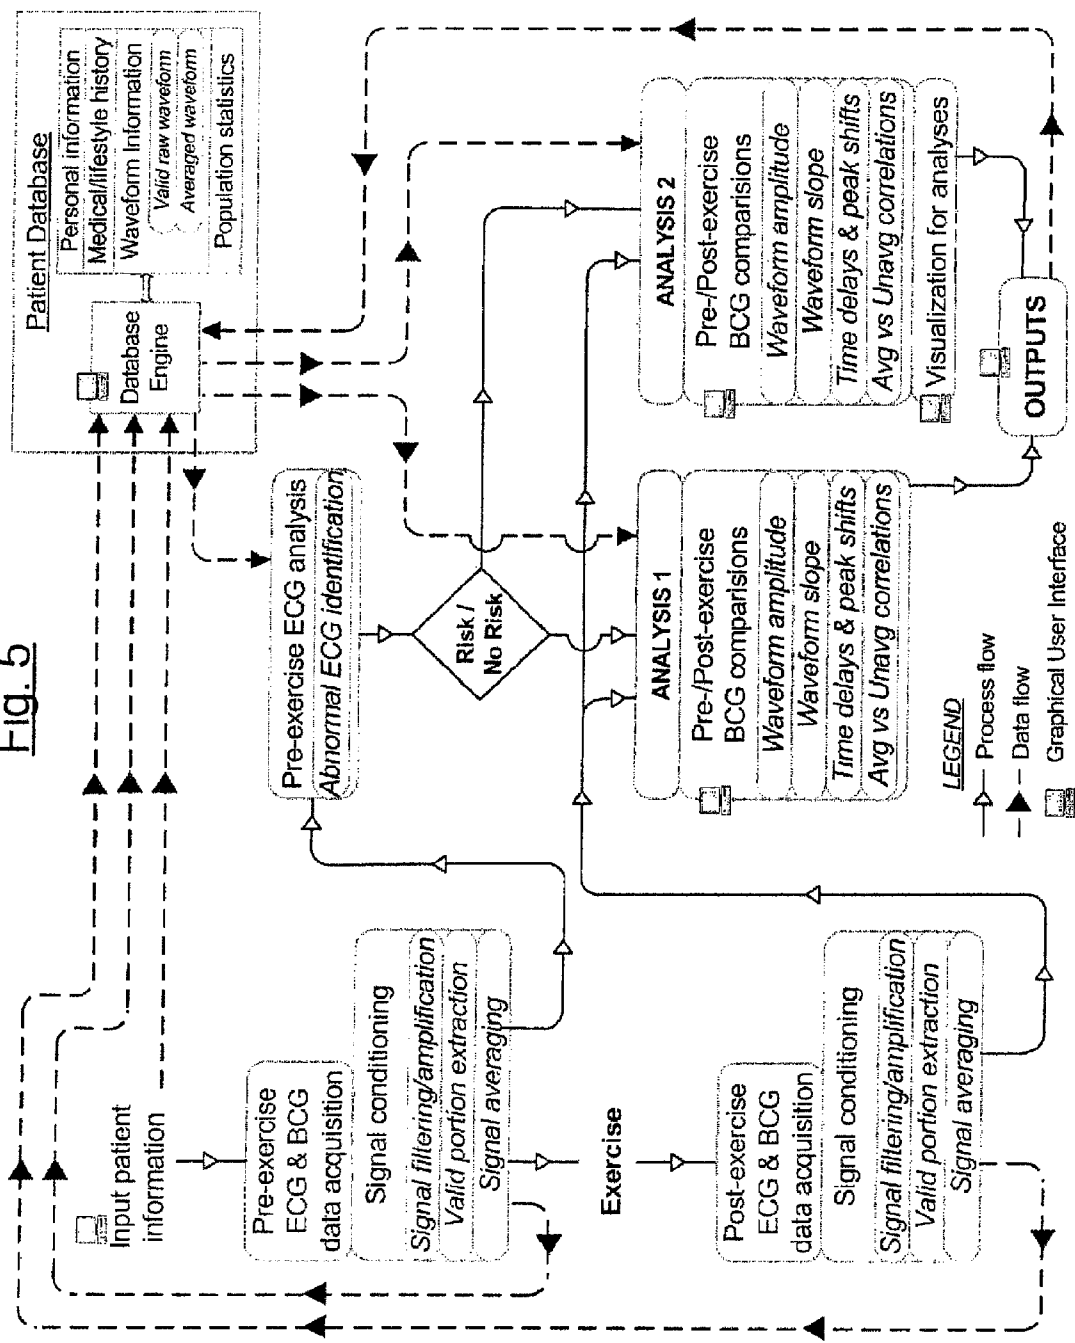 Fig. 5
Patient Database
Personal information
Medical/lifestyle history
Waveform Information
Valid raw waveform
Averaged waveform
Population statistics
Database
Engine
Input patient
information
Pre-exercise
ECG & BCG
data acquisition
Signal conditioning
Signal filtering/amplification
Valid portion extraction
Signal averaging
Exercise
Post-exercise
ECG & BCG
data acquisition
Signal conditioning
Signal filtering/amplification
Valid portion extraction
Signal averaging
Pre-exercise ECG analysis
Abnormal ECG identification
Risk /
No Risk
ANALYSIS 1
Pre-/Post-exercise
BCG comparisions
Waveform amplitude
Waveform slope
Time delays & peak shifts
Avg vs Unavg correlations
ANALYSIS 2
Pre-/Post-exercise
BCG comparisions
Waveform amplitude
Waveform slope
Time delays & peak shifts
Avg vs Unavg correlations
Visualization for analyses
OUTPUTS
LEGEND
Process flow
Data flow
Graphical User Interface